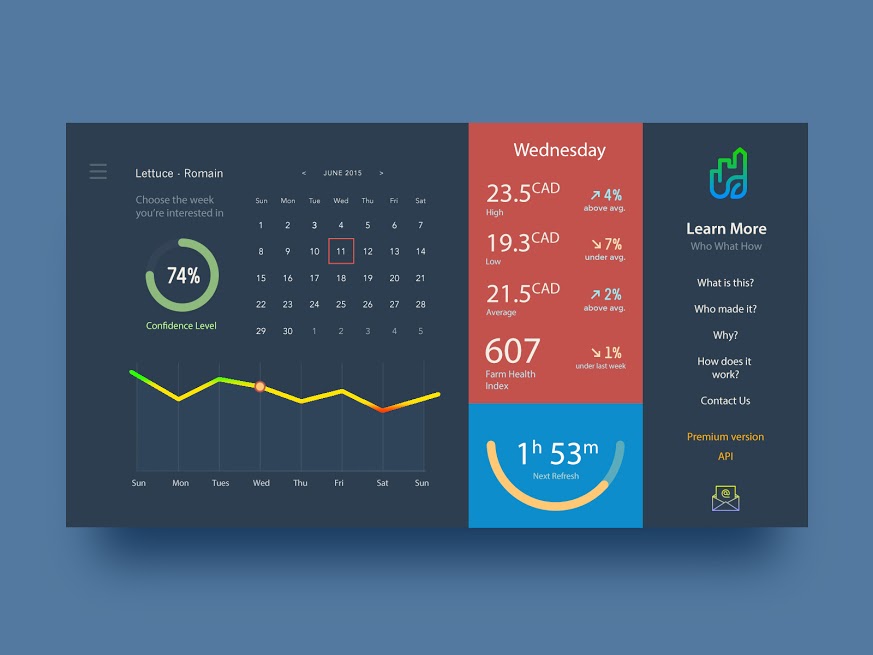 Lettuce - Romain
Choose the week
you're interested in
74%
Confidence Level
< JUNE 2015 >
Sun Mon Tue Wed Thu Fri Sat
1 2 3 4 5 6 7
8 9 10 11 12 13 14
15 16 17 18 19 20 21
22 23 24 25 26 27 28
29 30 1 2 3 4 5
Sun Mon Tues Wed Thu Fri Sat Sun
Wednesday
23.5CAD
High
↗ 4%
above avg.
19.3CAD
Low
↘ 7%
under avg.
21.5CAD
Average
↗ 2%
above avg.
607
Farm Health
Index
↘ 1%
under last week
1h 53m
Next Refresh
Learn More
Who What How
What is this?
Who made it?
Why?
How does it
work?
Contact Us
Premium version
API
@